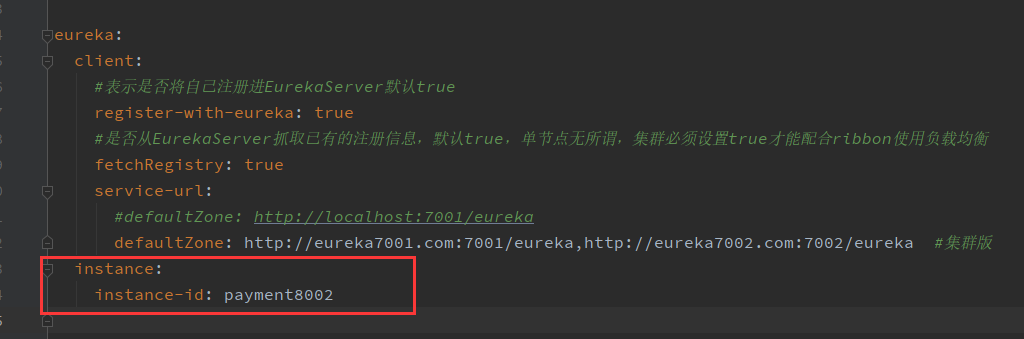 eureka:
client:
#表示是否将自己注册进EurekaServer默认true
register-with-eureka: true
#是否从EurekaServer抓取已有的注册信息，默认true，单节点无所谓，集群必须设置true才能配合ribbon使用负载均衡
fetchRegistry: true
service-url:
#defaultZone: http://localhost:7001/eureka
defaultZone: http://eureka7001.com:7001/eureka,http://eureka7002.com:7002/eureka #集群版
instance:
instance-id: payment8002